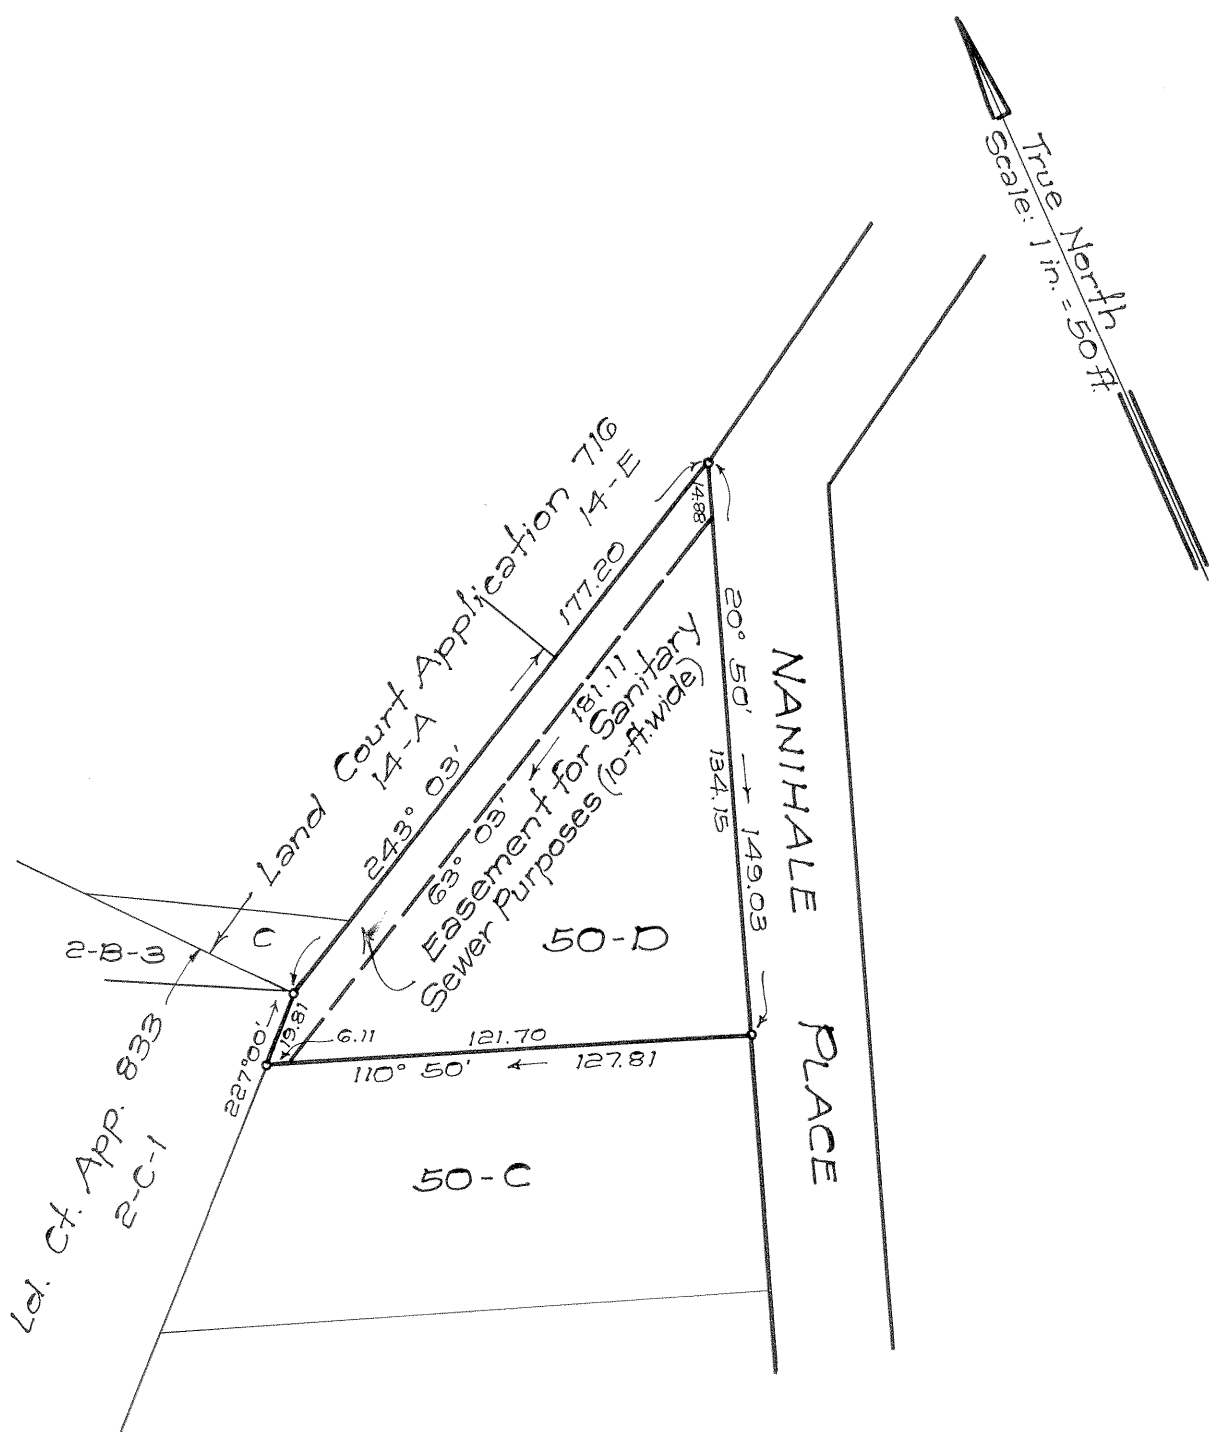 True North
Scale: 1 in. = 50 ft.
Land Court Application 716
14-E
14-A
177.20
243° 03'
14.88
20° 50'
134.15
149.03
181.11
63° 03'
Easement for Sanitary
Sewer Purposes (10-ft. wide)
NANIHALE PLACE
50-D
C
2-B-3
19.81
227° 00'
6.11
121.70
110° 50'
127.81
Ld. Ct. App. 833
2-C-1
50-C